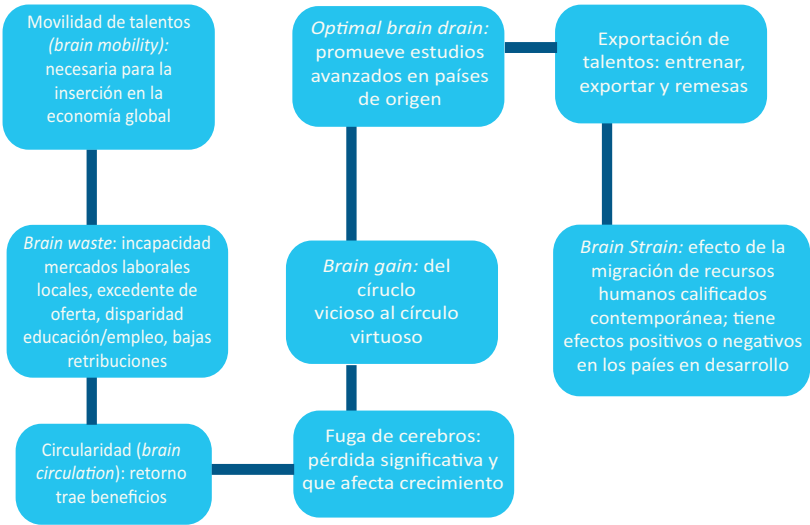 Movilidad de talentos
(brain mobility):
necesaria para la
inserción en la
economía global
Brain waste: incapacidad
mercados laborales
locales, excedente de
oferta, disparidad
educación/empleo, bajas
retribuciones
Circularidad (brain
circulation): retorno
trae beneficios
Fuga de cerebros:
pérdida significativa y
que afecta crecimiento
Brain gain: del
círuclo
vicioso al círculo
virtuoso
Optimal brain drain:
promueve estudios
avanzados en países
de origen
Exportación de
talentos: entrenar,
exportar y remesas
Brain Strain: efecto de la
migración de recursos
humanos calificados
contemporánea; tiene
efectos positivos o negativos
en los países en desarrollo